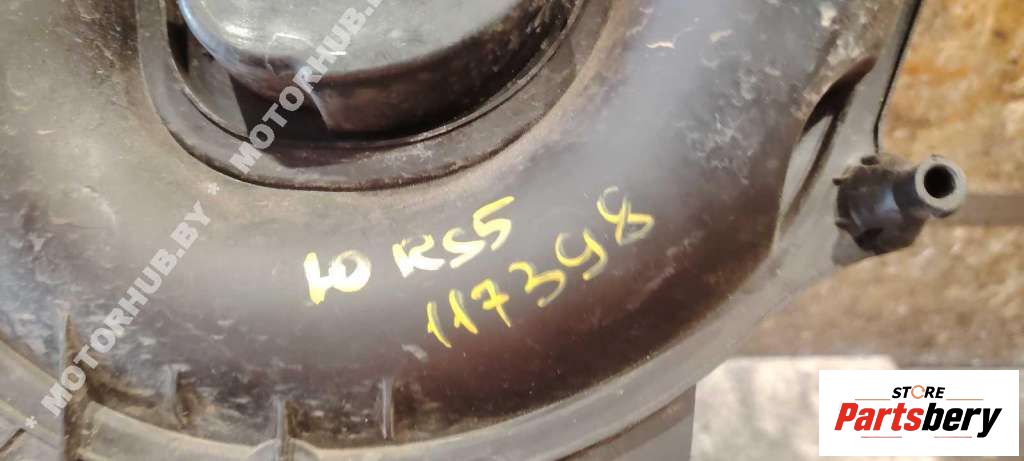 * MOTORHUB.BY * MOTORHUB.BY
10 RS5
117398
STORE
Partsbery